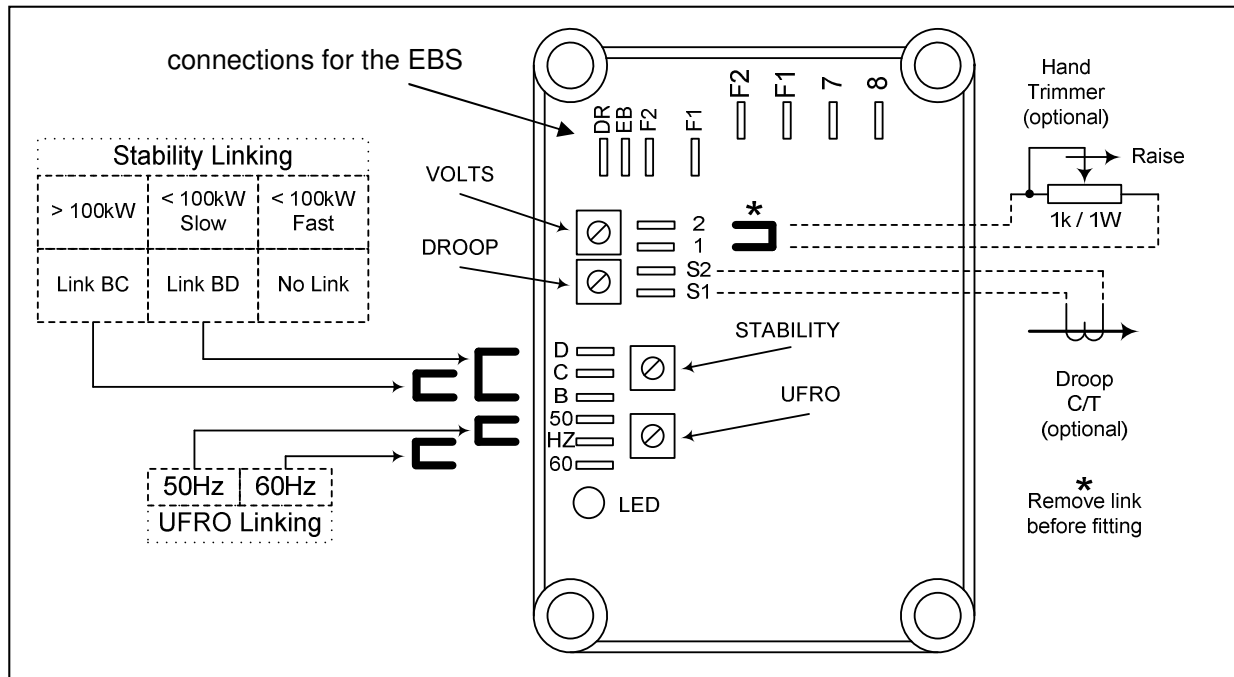 connections for the EBS
Stability Linking
> 100kW
< 100kW
Slow
< 100kW
Fast
Link BC
Link BD
No Link
VOLTS
DROOP
DR
EB
F2
F1
F2
F1
7
8
2
1
S2
S1
*
Hand
Trimmer
(optional)
Raise
1k / 1W
STABILITY
UFRO
D
C
B
50
HZ
60
LED
50Hz
60Hz
UFRO Linking
Droop
C/T
(optional)
*
Remove link
before fitting